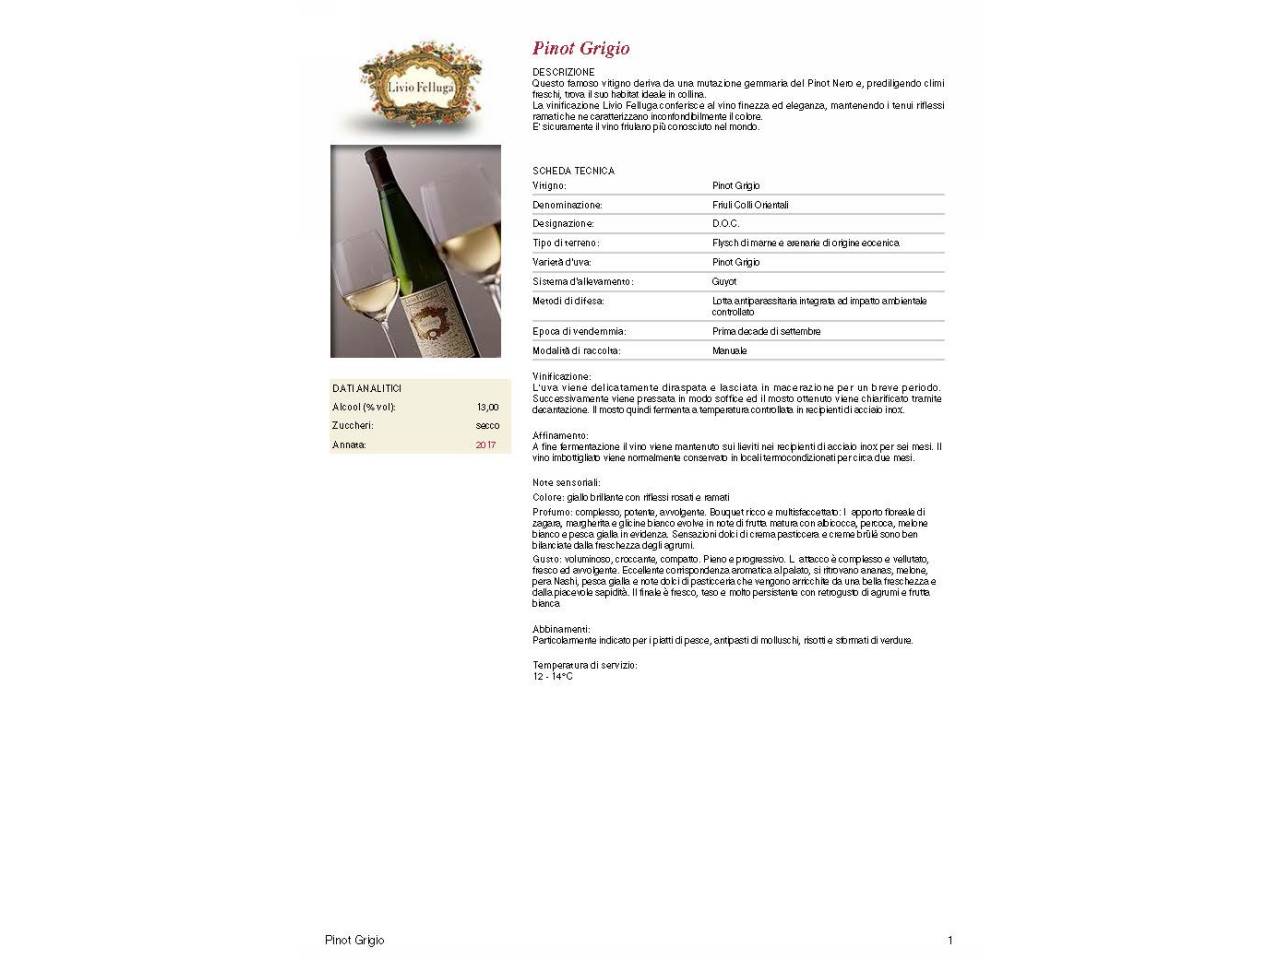 Livio Felluga
Pinot Grigio
DESCRIZIONE
Questo famoso vitigno deriva da una mutazione gemmaria del Pinot Nero e, prediligendo climi
freschi, trova il suo habitat ideale in collina.
La vinificazione Livio Felluga conferisce al vino finezza ed eleganza, mantenendo i tenui riflessi
ramati che ne caratterizzano inconfondibilmente il colore.
E' sicuramente il vino friulano più conosciuto nel mondo.
SCHEDA TECNICA
Vitigno: Pinot Grigio
Denominazione: Friuli Colli Orientali
Designazione: D.O.C.
Tipo di terreno: Flysch di marne e arenarie di origine eocenica
Varietà d'uva: Pinot Grigio
Sistema d'allevamento: Guyot
Metodi di difesa: Lotta antiparassitaria integrata ad impatto ambientale
controllato
Epoca di vendemmia: Prima decade di settembre
Modalità di raccolta: Manuale
Vinificazione:
L'uva viene delicatamente diraspata e lasciata in macerazione per un breve periodo.
Successivamente viene pressata in modo soffice ed il mosto ottenuto viene chiarificato tramite
decantazione. Il mosto quindi fermenta a temperatura controllata in recipienti di acciaio inox.
Affinamento:
A fine fermentazione il vino viene mantenuto sui lieviti nei recipienti di acciaio inox per sei mesi. Il
vino imbottigliato viene normalmente conservato in locali termocondizionati per circa due mesi.
Note sensoriali:
Colore: giallo brillante con riflessi rosati e ramati
Profumo: complesso, potente, avvolgente. Bouquet ricco e multisfaccettato: l apporto floreale di
zagara, margherita e glicine bianco evolve in note di frutta matura con albicocca, percoca, melone
bianco e pesca gialla in evidenza. Sensazioni dolci di crema pasticcera e creme brûlé sono ben
bilanciate dalla freschezza degli agrumi.
Gusto: voluminoso, croccante, compatto. Pieno e progressivo. L attacco è complesso e vellutato,
fresco ed avvolgente. Eccellente corrispondenza aromatica al palato, si ritrovano ananas, melone,
pera Nashi, pesca gialla e note dolci di pasticceria che vengono arricchite da una bella freschezza e
dalla piacevole sapidità. Il finale è fresco, teso e molto persistente con retrogusto di agrumi e frutta
bianca
Abbinamenti:
Particolarmente indicato per i piatti di pesce, antipasti di molluschi, risotti e sformati di verdure.
Temperatura di servizio:
12 - 14°C
Livio Felluga
DATI ANALITICI
Alcool (% vol): 13,00
Zuccheri: secco
Annata: 2017
Pinot Grigio 1